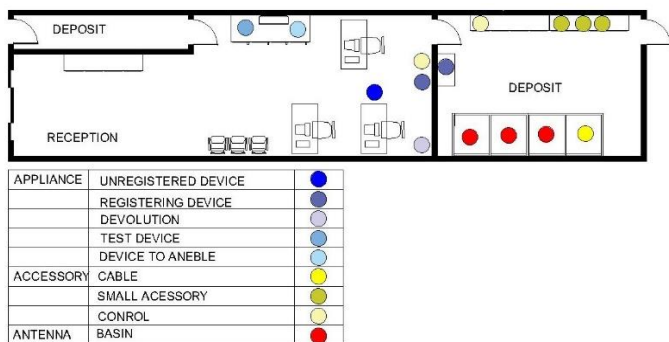 DEPOSIT
DEPOSIT
RECEPTION
APPLIANCE UNREGISTERED DEVICE
REGISTERING DEVICE
DEVOLUTION
TEST DEVICE
DEVICE TO ANEBLE
ACCESSORY CABLE
SMALL ACESSORY
CONROL
ANTENNA BASIN